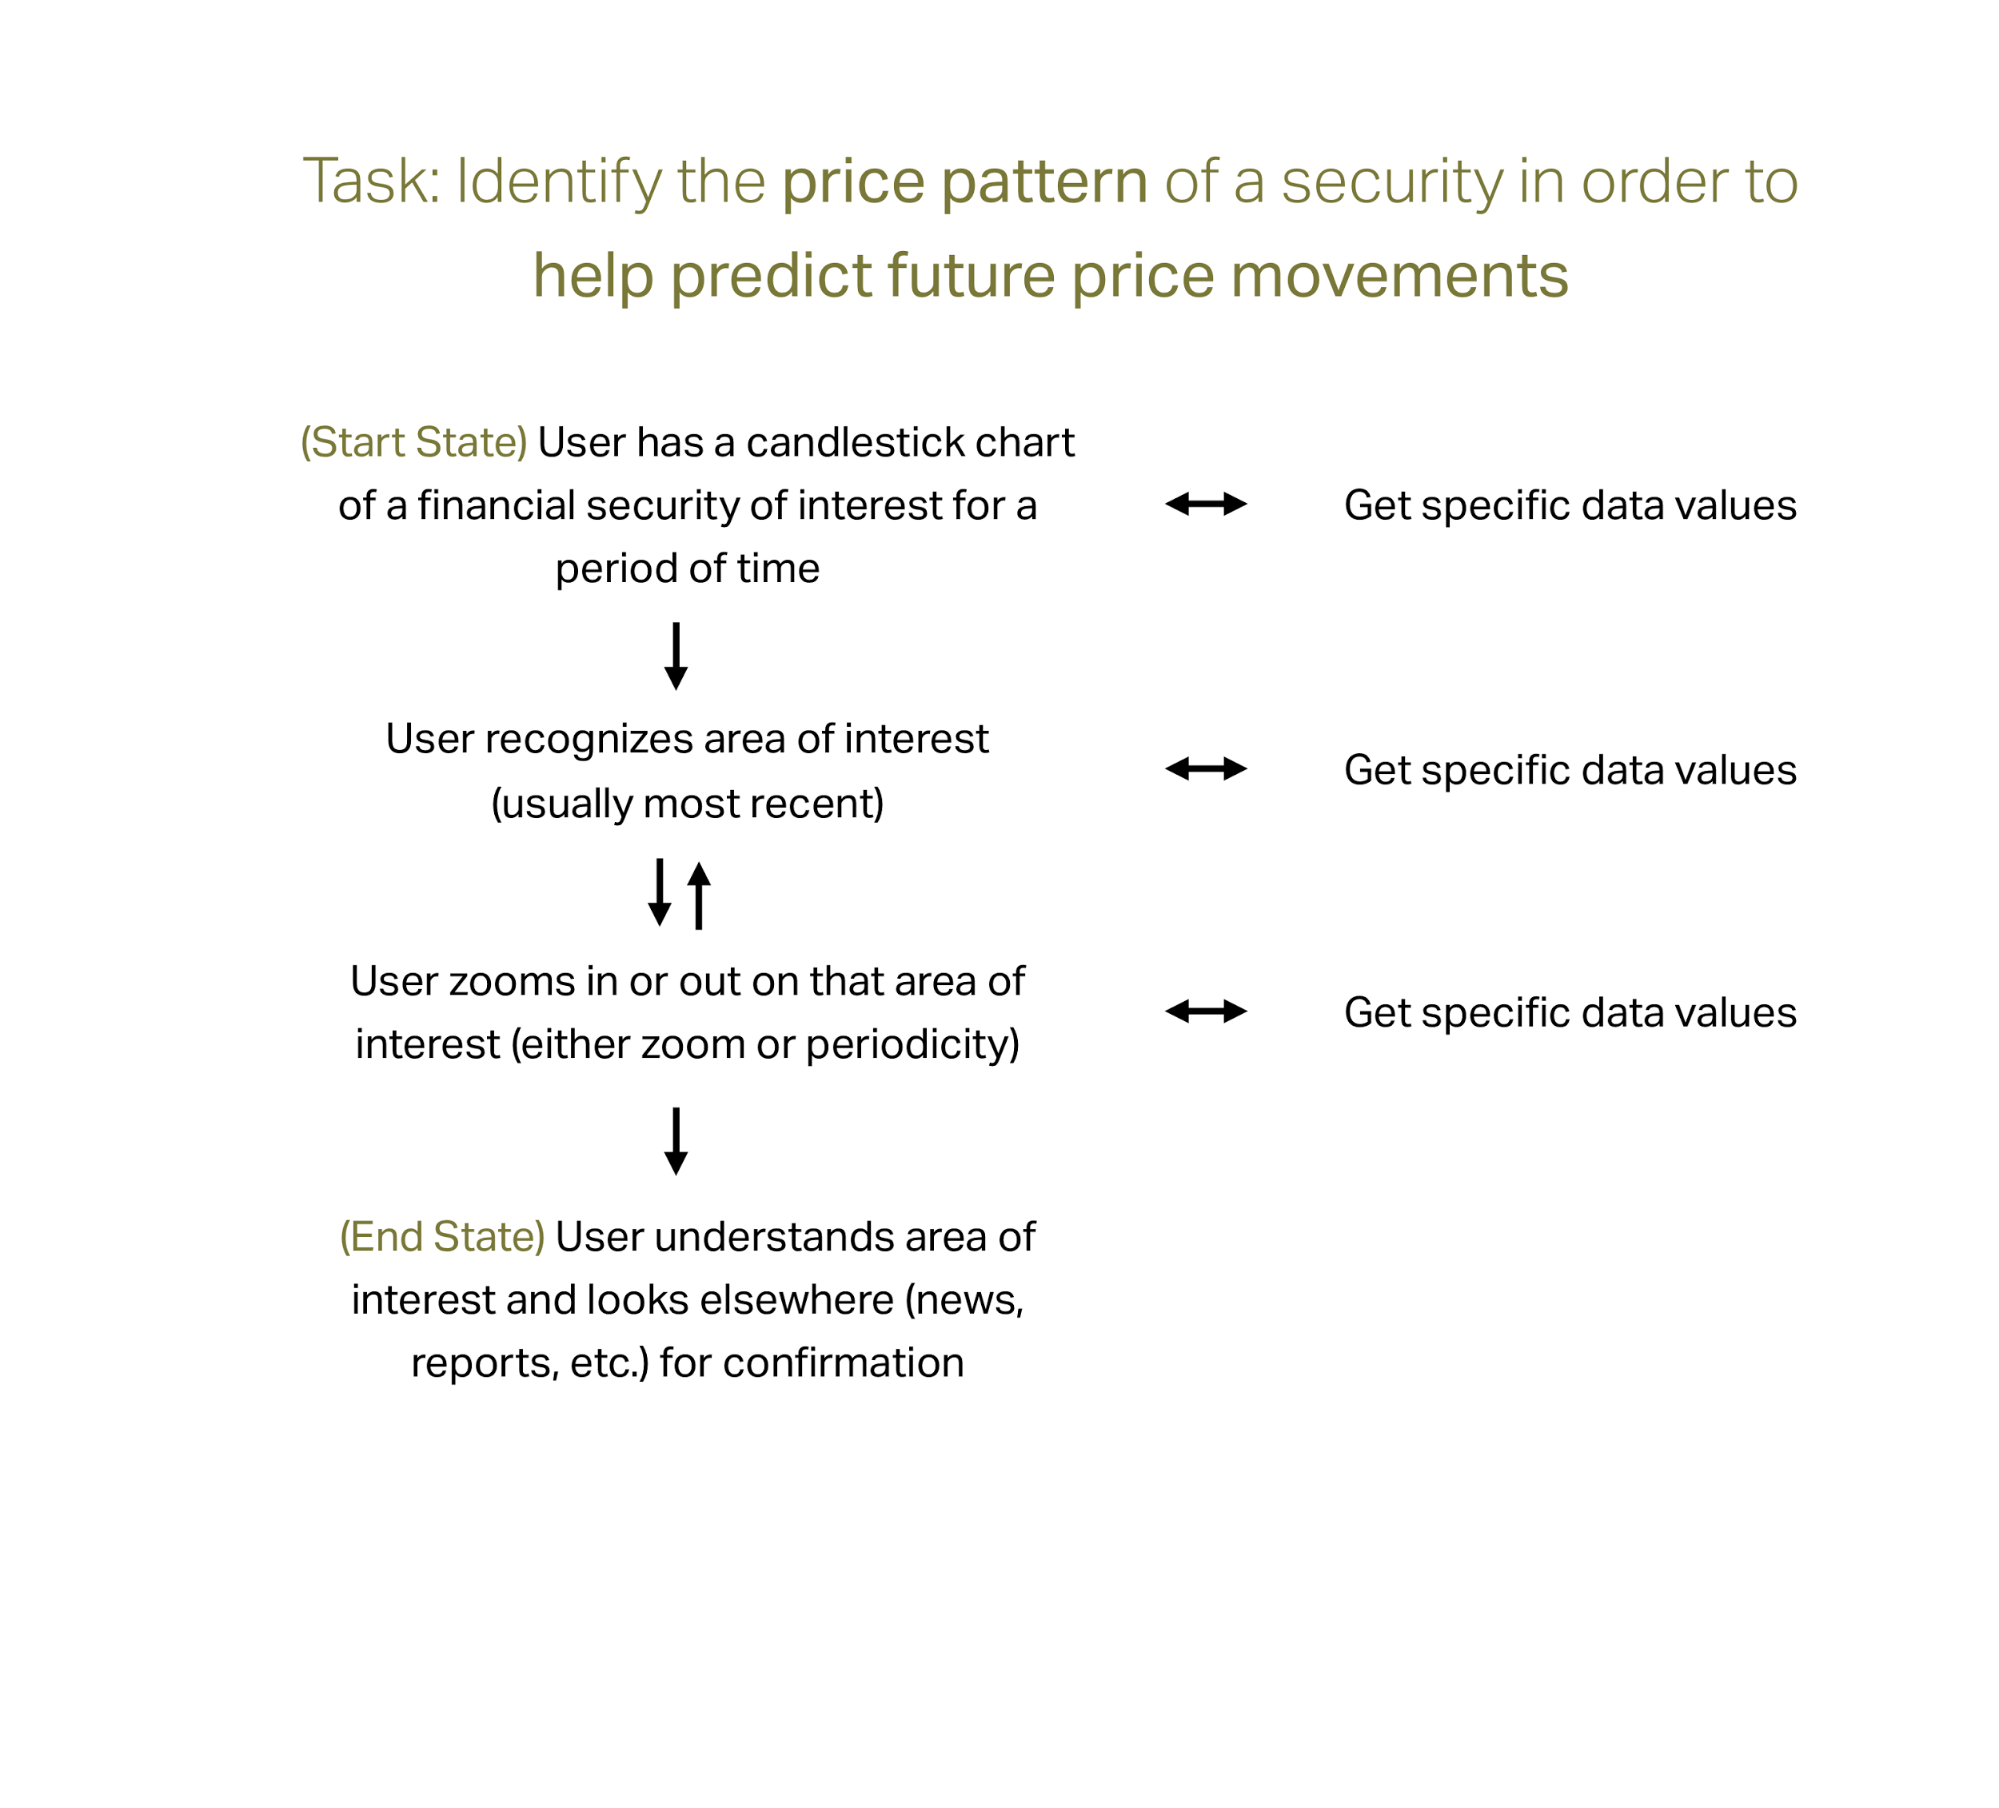 Task: Identify the price pattern of a security in order to
help predict future price movements
(Start State) User has a candlestick chart
of a financial security of interest for a
period of time
Get specific data values
User recognizes area of interest
(usually most recent)
Get specific data values
User zooms in or out on that area of
interest (either zoom or periodicity)
Get specific data values
(End State) User understands area of
interest and looks elsewhere (news,
reports, etc.) for confirmation